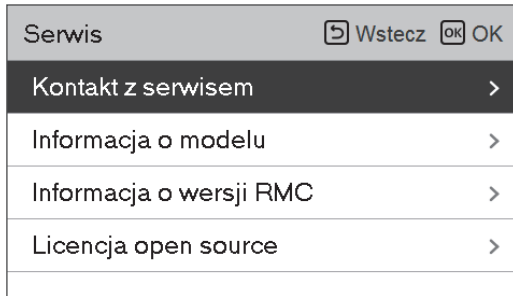 Serwis Wstecz OK OK
Kontakt z serwisem >
Informacja o modelu >
Informacja o wersji RMC >
Licencja open source >